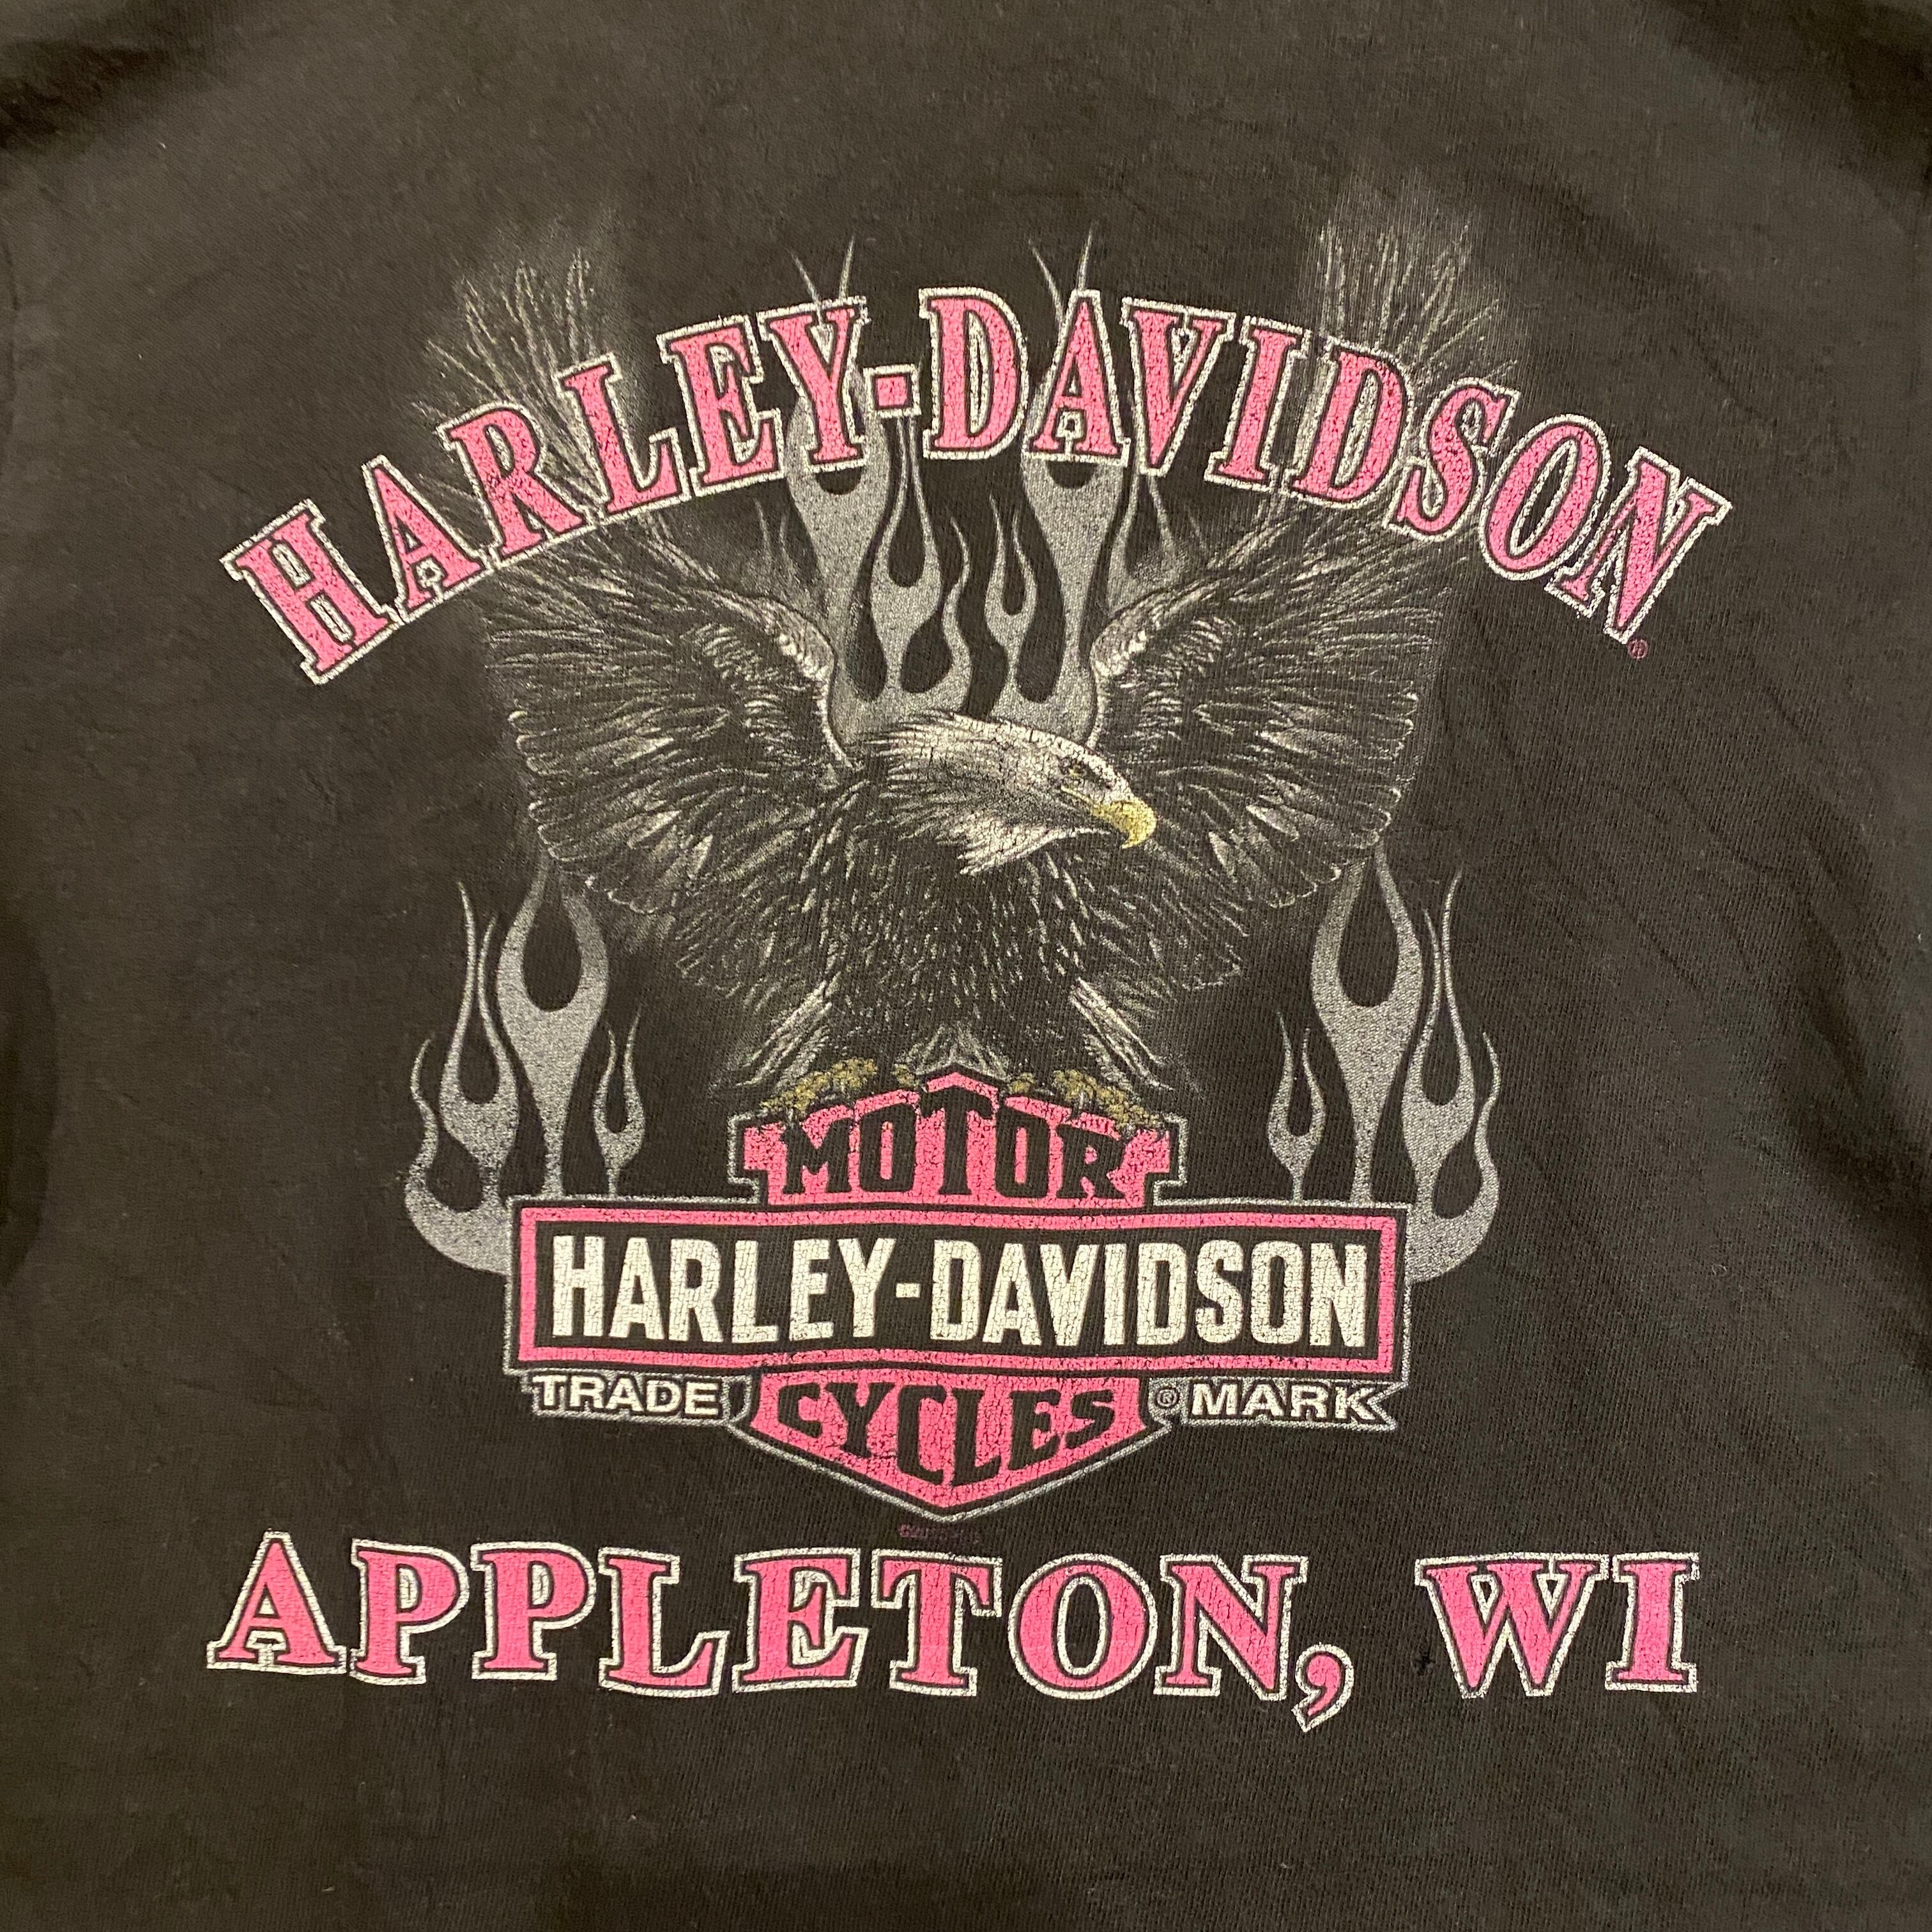 HARLEY-DAVIDSON®
MOTOR
HARLEY-DAVIDSON
TRADE CYCLES ® MARK
APPLETON, WI